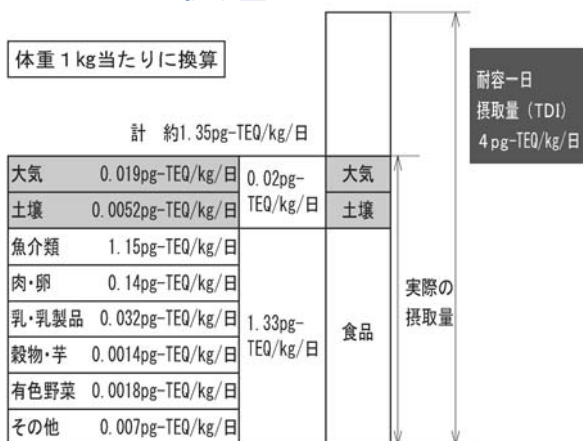 体重1kg当たりに換算
耐容一日
摂取量（TDI）
4pg-TEQ/kg/日
計 約1.35pg-TEQ/kg/日
大気 0.019pg-TEQ/kg/日
土壌 0.0052pg-TEQ/kg/日
0.02pg-
TEQ/kg/日
大気
土壌
魚介類 1.15pg-TEQ/kg/日
肉・卵 0.14pg-TEQ/kg/日
乳・乳製品 0.032pg-TEQ/kg/日
穀物・芋 0.0014pg-TEQ/kg/日
有色野菜 0.0018pg-TEQ/kg/日
その他 0.007pg-TEQ/kg/日
1.33pg-
TEQ/kg/日
食品
実際の
摂取量